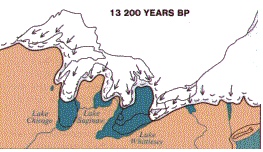 13 200 YEARS BP
Lake
Chicago
Lake
Saginaw
Lake
Whittlesey